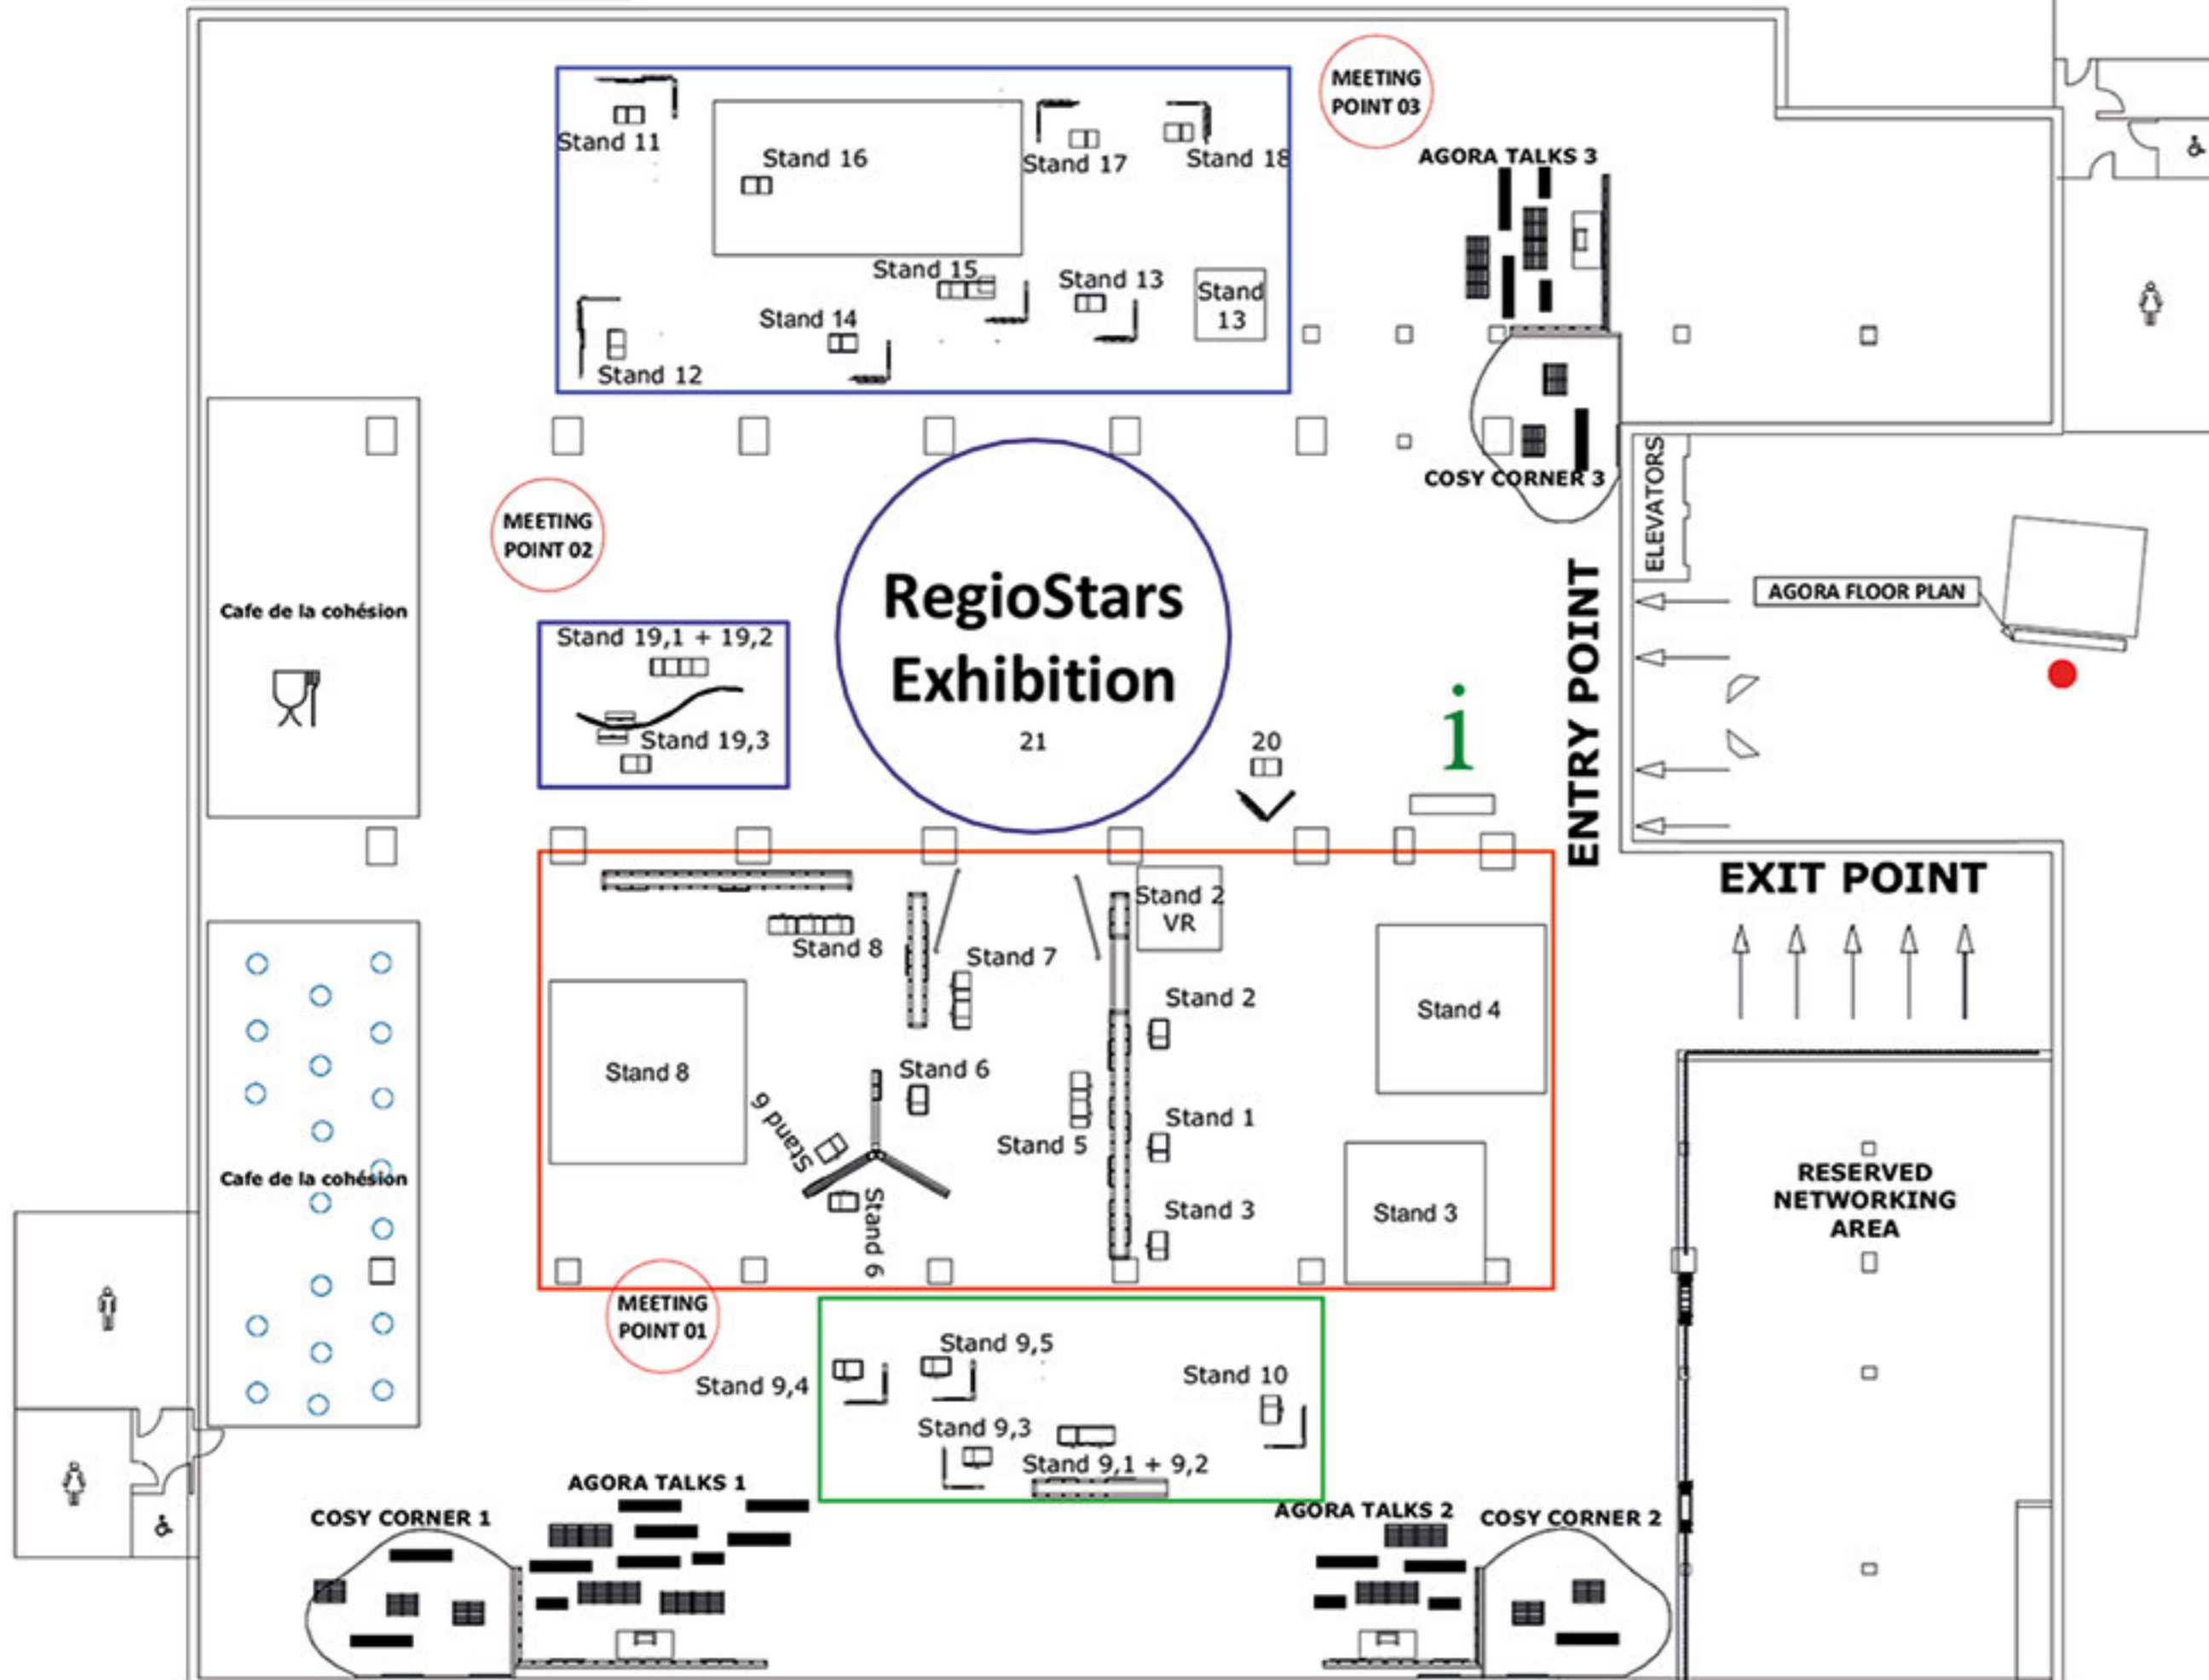 MEETING
POINT 03
Stand 11
Stand 16
Stand 17
Stand 18
AGORA TALKS 3
Stand 15
Stand 13
Stand
13
Stand 14
Stand 12
COSY CORNER 3
ELEVATORS
MEETING
POINT 02
RegioStars
Exhibition
21
ENTRY POINT
AGORA FLOOR PLAN
Cafe de la cohésion
Stand 19,1 + 19,2
Stand 19,3
20
i
EXIT POINT
Stand 2
VR
Stand 8
Stand 7
Stand 2
Stand 4
Stand 8
Stand 6
Stand 6
Stand 5
Stand 1
Stand 3
Stand 3
Stand 6
Cafe de la cohésion
RESERVED
NETWORKING
AREA
MEETING
POINT 01
Stand 9,5
Stand 9,4
Stand 10
Stand 9,3
Stand 9,1 + 9,2
AGORA TALKS 1
COSY CORNER 1
AGORA TALKS 2
COSY CORNER 2